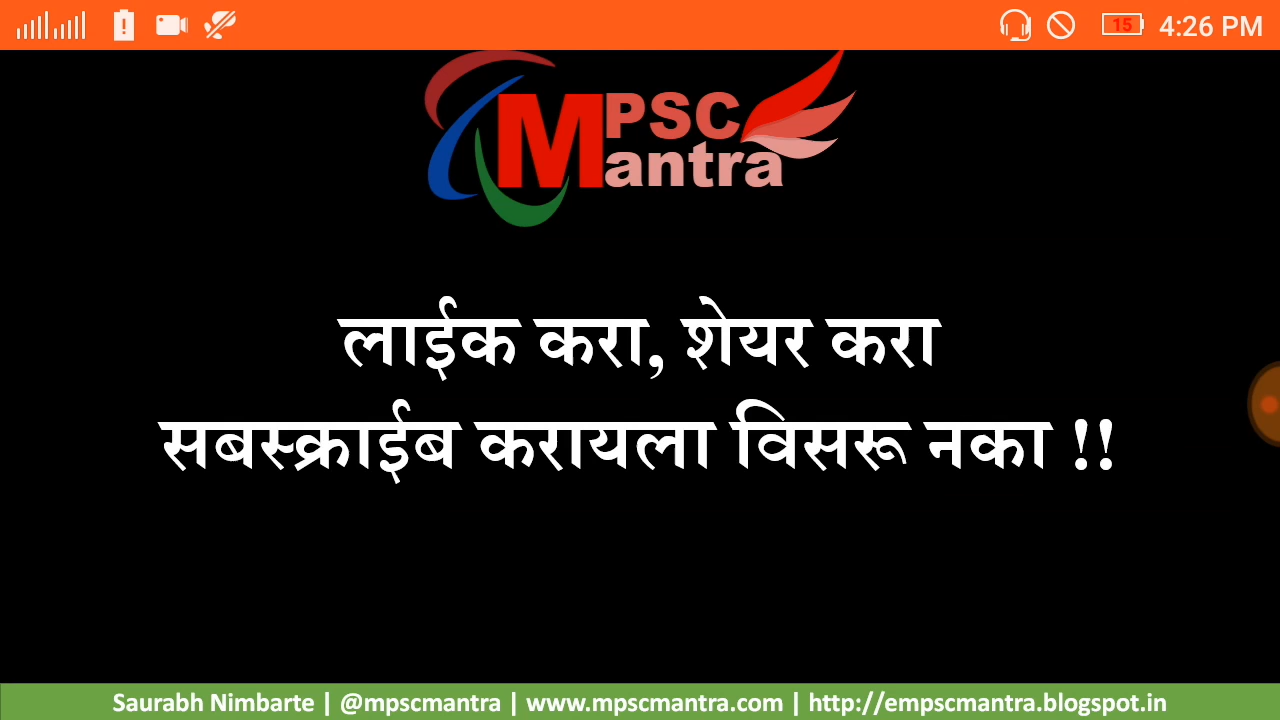 15 4:26 PM
MPSC
Mantra
लाईक करा, शेयर करा
सबस्क्राईब करायला विसरू नका !!
Saurabh Nimbarte | @mpscmantra | www.mpscmantra.com | http://empscmantra.blogspot.in